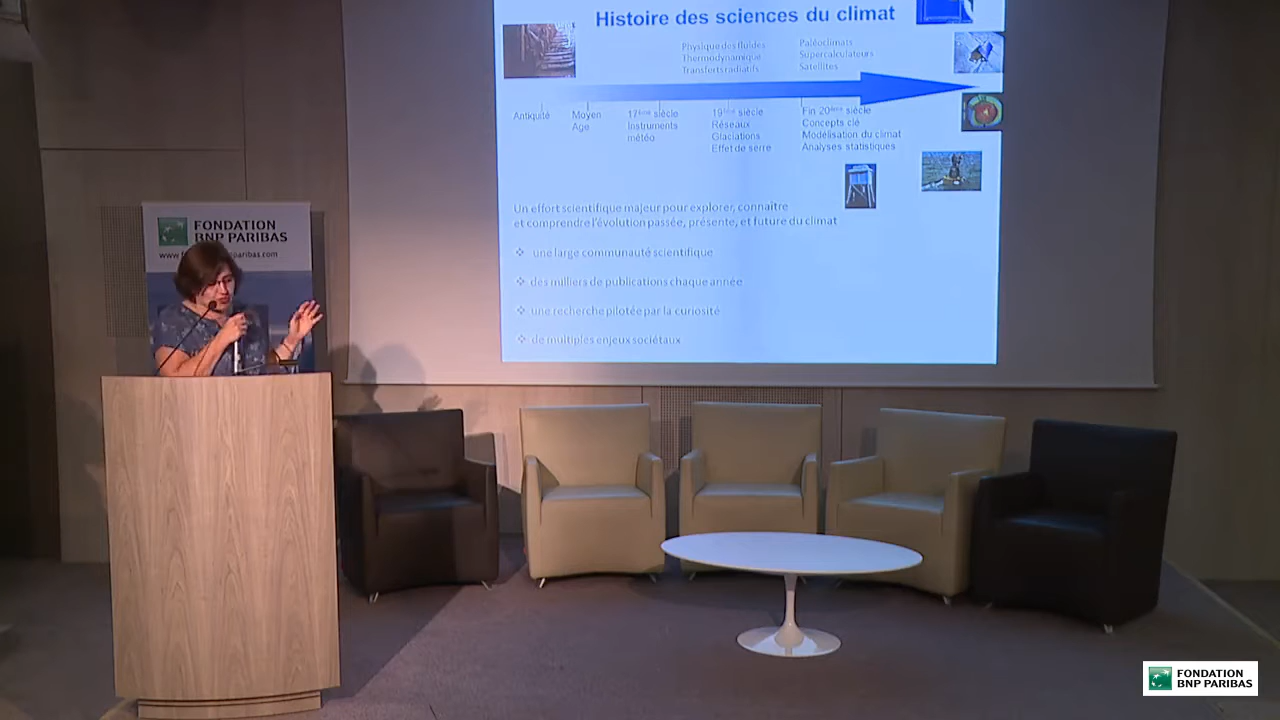 Histoire des sciences du climat
Physique des fluides
Thermodynamique
Transferts radiatifs
Paléoclimats
Supercalculateurs
Satellites
Antiquité
Moyen
Age
17ème siècle
Instruments
météo
19ème siècle
Réseaux
Glaciations
Effet de serre
Fin 20ème siècle
Concepts clé
Modélisation du climat
Analyses statistiques
Un effort scientifique majeur pour explorer, connaître
et comprendre l'évolution passée, présente, et future du climat
❖ une large communauté scientifique
❖ des milliers de publications chaque année
❖ une recherche pilotée par la curiosité
❖ de multiples enjeux sociétaux
FONDATION
BNP PARIBAS
FONDATION
BNP PARIBAS